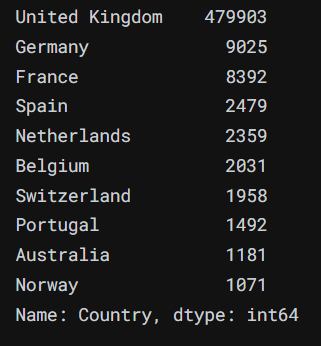 United Kingdom    479903
Germany             9025
France              8392
Spain               2479
Netherlands         2359
Belgium             2031
Switzerland         1958
Portugal            1492
Australia           1181
Norway              1071
Name: Country, dtype: int64